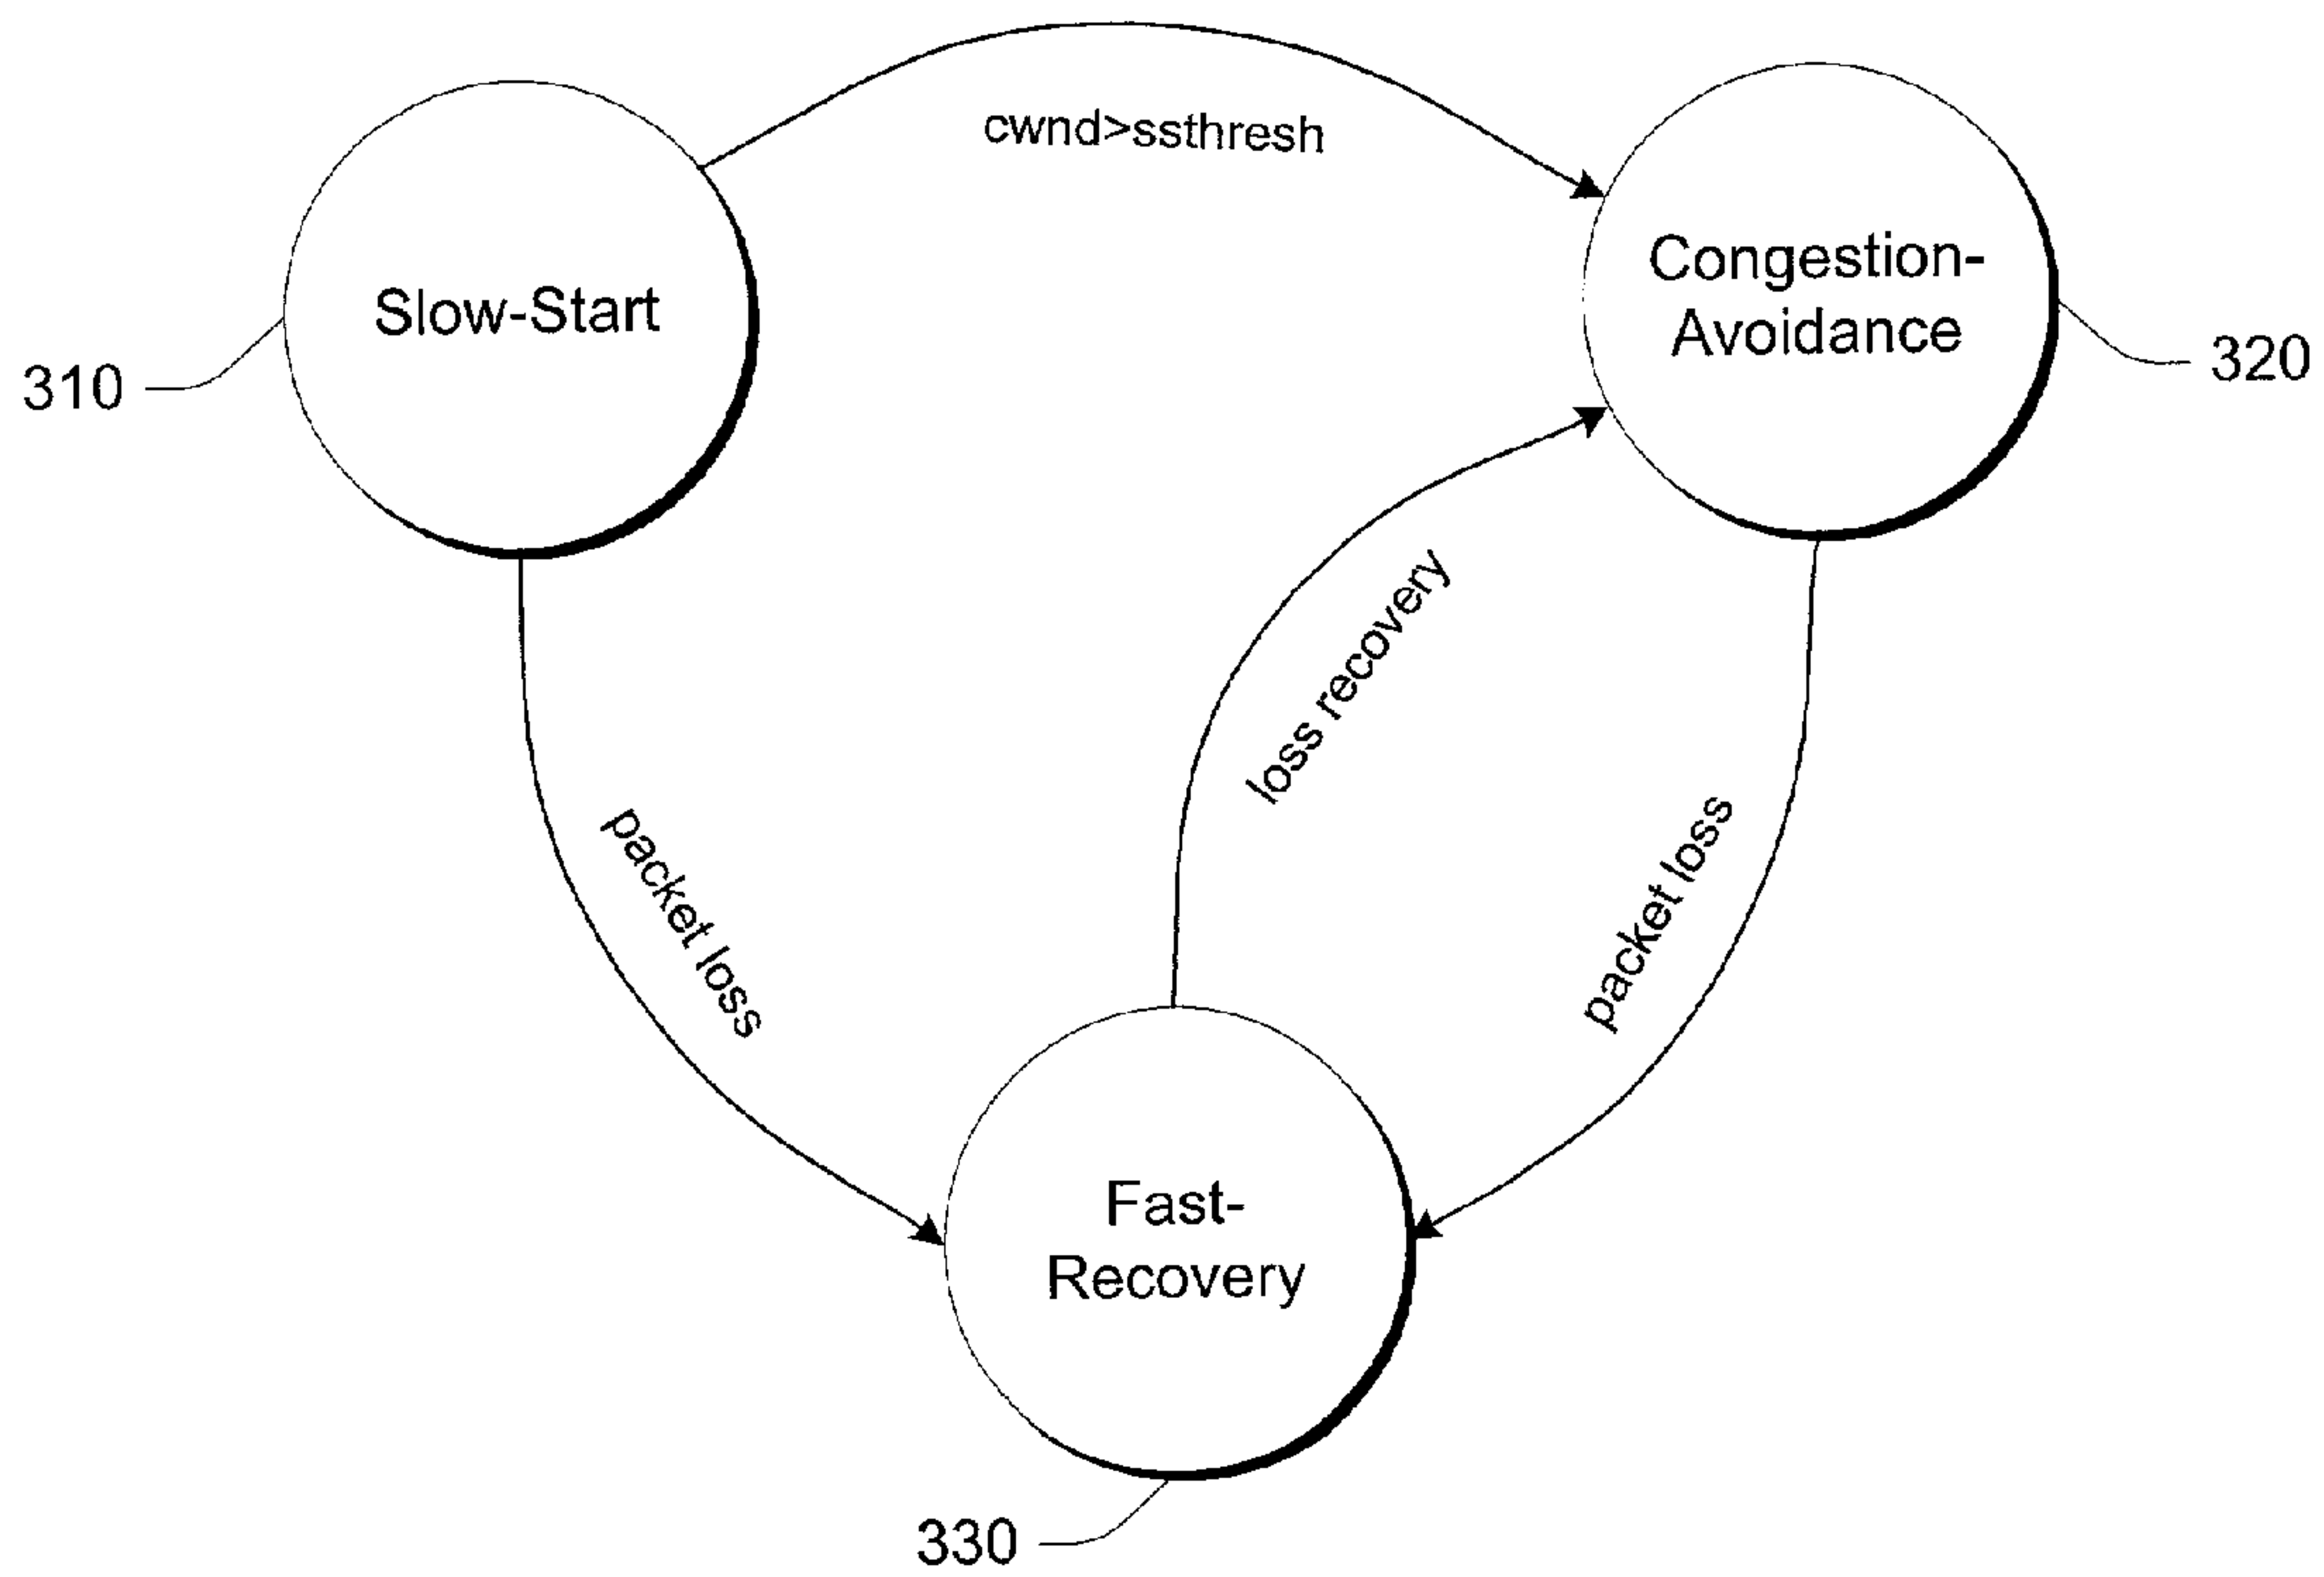 cwnd>ssthresh
Slow-Start
Congestion-
Avoidance
310
320
loss recovery
packet loss
packet loss
Fast-
Recovery
330